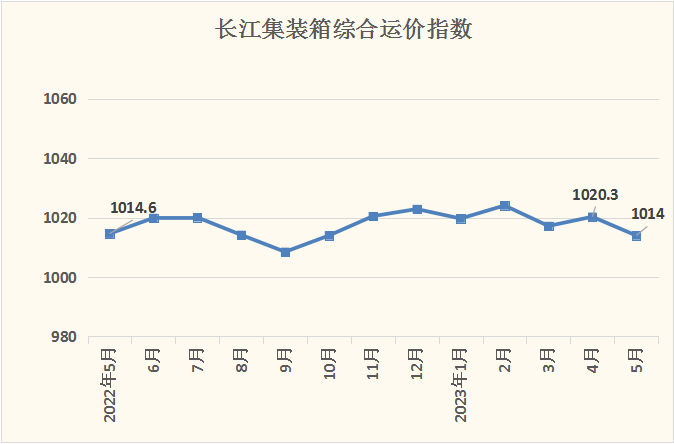 长江集装箱综合运价指数
1060
1040
1020
1000
980
1014.6
1020.3
1014
2022年5月
6月
7月
8月
9月
10月
11月
12月
2023年1月
2月
3月
4月
5月